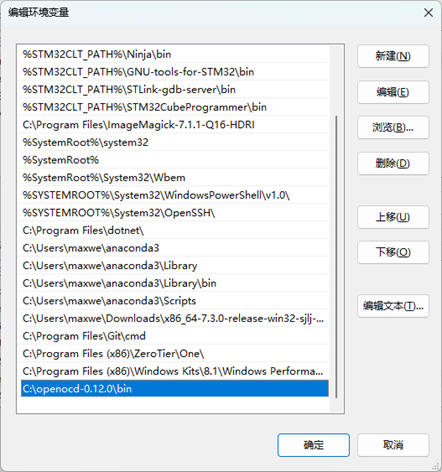 编辑环境变量
%STM32CLT_PATH%\Ninja\bin
%STM32CLT_PATH%\GNU-tools-for-STM32\bin
%STM32CLT_PATH%\STLink-gdb-server\bin
%STM32CLT_PATH%\STM32CubeProgrammer\bin
C:\Program Files\ImageMagick-7.1.1-Q16-HDRI
%SystemRoot%\system32
%SystemRoot%
%SystemRoot%\System32\Wbem
%SYSTEMROOT%\System32\WindowsPowerShell\v1.0\
%SYSTEMROOT%\System32\OpenSSH\
C:\Program Files\dotnet\
C:\Users\maxwe\anaconda3
C:\Users\maxwe\anaconda3\Library
C:\Users\maxwe\anaconda3\Library\bin
C:\Users\maxwe\anaconda3\Scripts
C:\Users\maxwe\Downloads\x86_64-7.3.0-release-win32-sjlj-...
C:\Program Files\Git\cmd
C:\Program Files (x86)\ZeroTier\One\
C:\Program Files (x86)\Windows Kits\8.1\Windows Performa...
C:\openocd-0.12.0\bin
新建(N)
编辑(E)
浏览(B)...
删除(D)
上移(U)
下移(O)
编辑文本(T)...
确定
取消